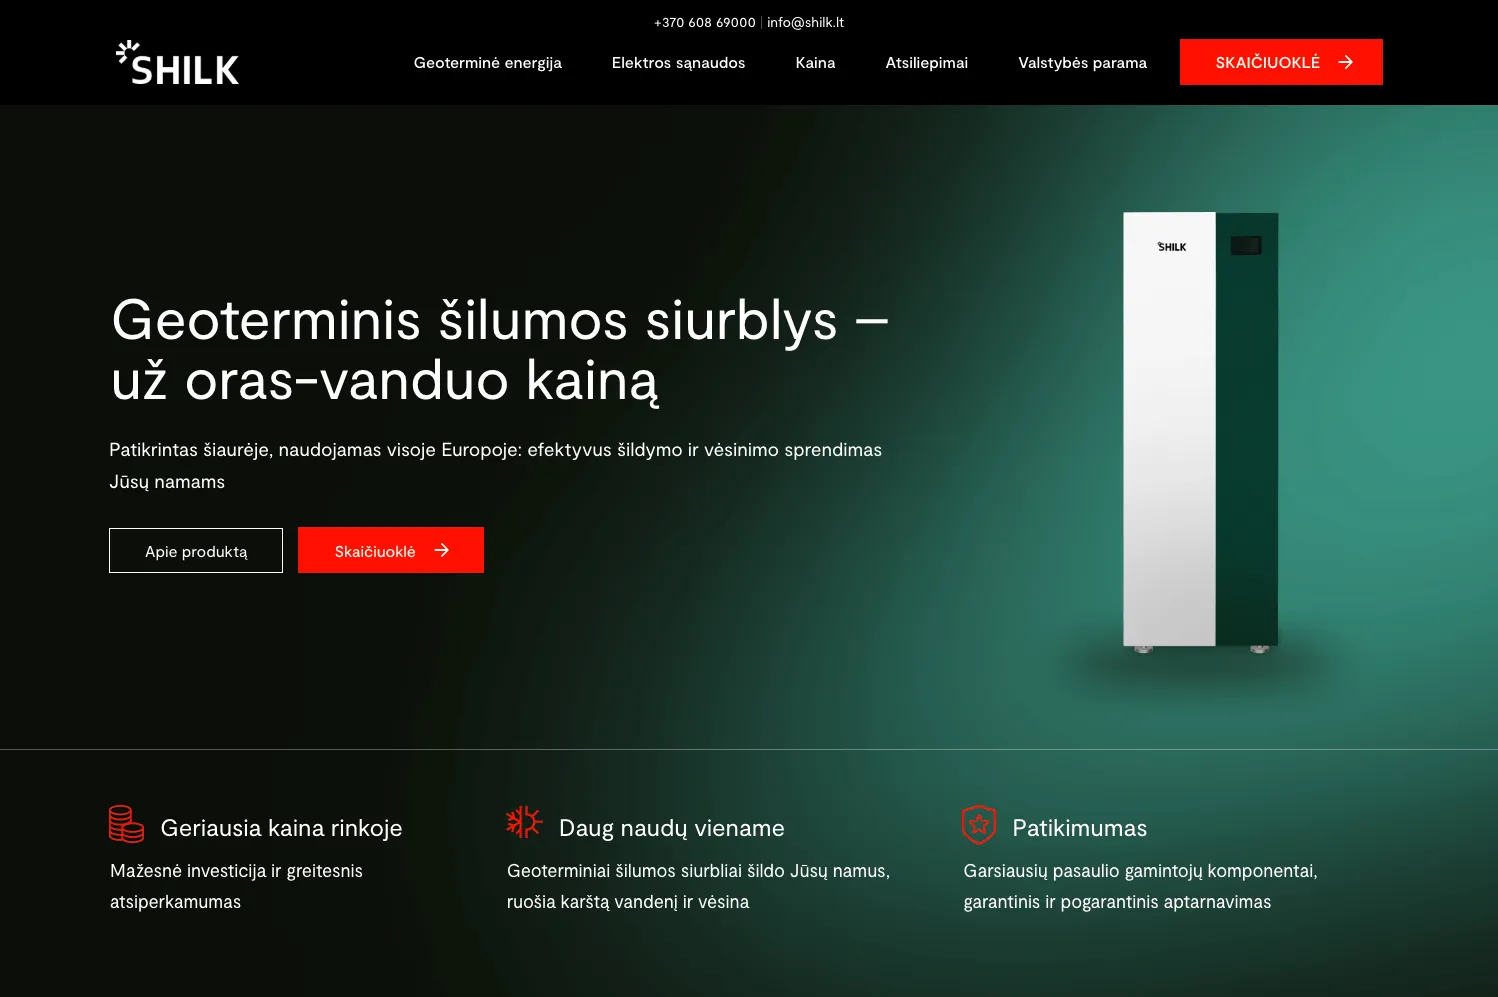 +370 608 69000 | info@shilk.lt
SHILK
Geoterminė energija
Elektros sąnaudos
Kaina
Atsiliepimai
Valstybės parama
SKAIČIUOKLĖ
SHILK
Geoterminis šilumos siurblys –
už oras-vanduo kainą
Patikrintas šiaurėje, naudojamas visoje Europoje: efektyvus šildymo ir vėsinimo sprendimas
Jūsų namams
Apie produktą
Skaičiuoklė
Geriausia kaina rinkoje
Mažesnė investicija ir greitesnis
atsiperkamumas
Daug naudų viename
Geoterminiai šilumos siurbliai šildo Jūsų namus,
ruošia karštą vandenį ir vėsina
Patikimumas
Garsiausių pasaulio gamintojų komponentai,
garantinis ir pogarantinis aptarnavimas